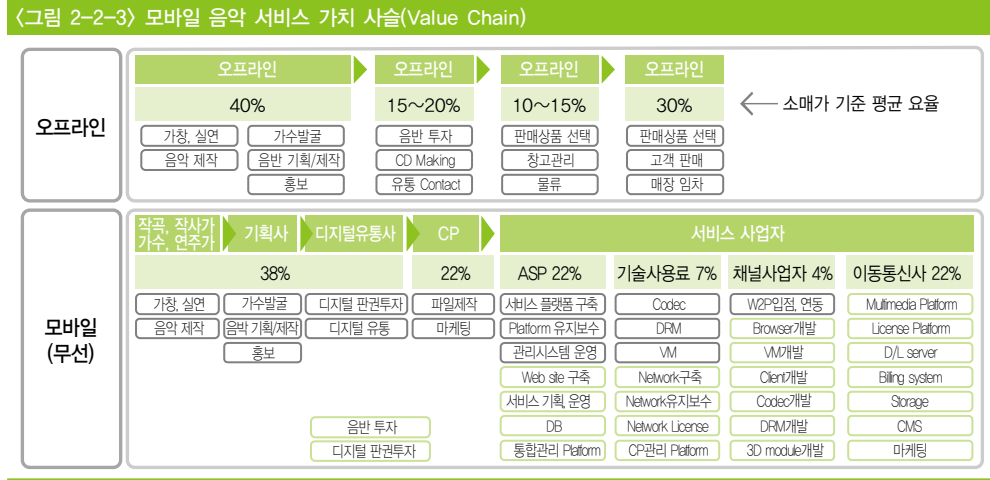 〈그림 2-2-3〉 모바일 음악 서비스 가치 사슬(Value Chain)
오프라인
오프라인 오프라인 오프라인 오프라인
40% 15~20% 10~15% 30% 소매가 기준 평균 요율
가창, 실연 가수발굴 음반 투자 판매상품 선택 판매상품 선택
음악 제작 음반 기획/제작 CD Making 창고관리 고객 판매
홍보 유통 Contact 물류 매장 임차
모바일
(무선)
작곡, 작사가
가수, 연주가 기획사 디지털유통사 CP 서비스 사업자
38% 22% ASP 22% 기술사용료 7% 채널사업자 4% 이동통신사 22%
가창, 실연 가수발굴 디지털 판권투자 파일제작 서비스 플랫폼 구축 Codec W2P입점, 연동 Multimedia Platform
음악 제작 음박 기획/제작 디지털 유통 마케팅 Platform 유지보수 DRM Browser개발 License Platform
홍보 관리시스템 운영 VM VM개발 D/L server
Web site 구축 Network구축 Client개발 Billing system
서비스 기획, 운영 Network유지보수 Codec개발 Storage
음반 투자 DB Network License DRM개발 CMS
디지털 판권투자 통합관리 Platform CP관리 Platform 3D module개발 마케팅